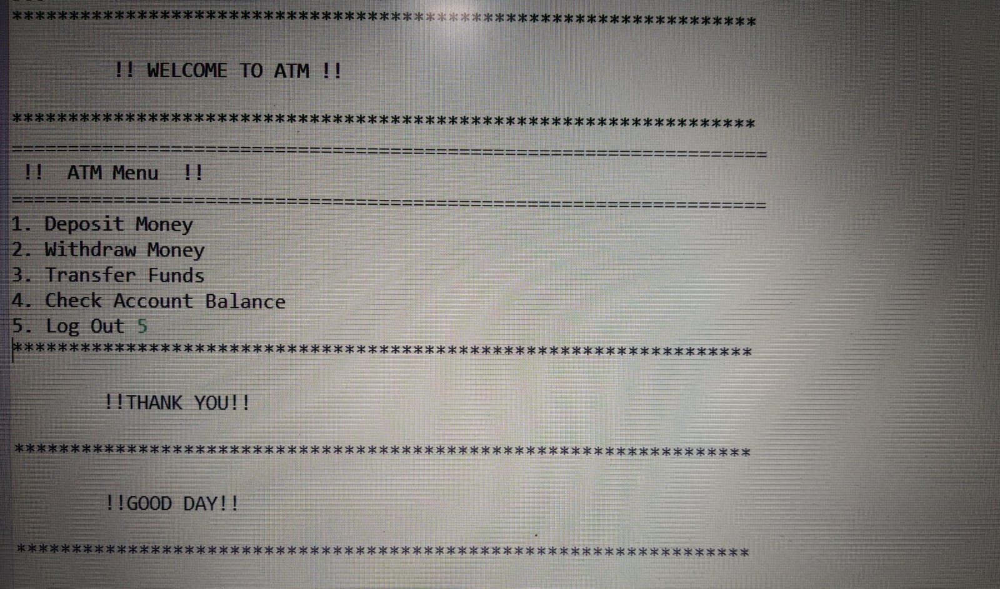 *****************************************************************
!! WELCOME TO ATM !!
*****************************************************************
==================================================================
!!  ATM Menu  !!
==================================================================
1. Deposit Money
2. Withdraw Money
3. Transfer Funds
4. Check Account Balance
5. Log Out 5
*****************************************************************
!!THANK YOU!!
*****************************************************************
!!GOOD DAY!!
*****************************************************************